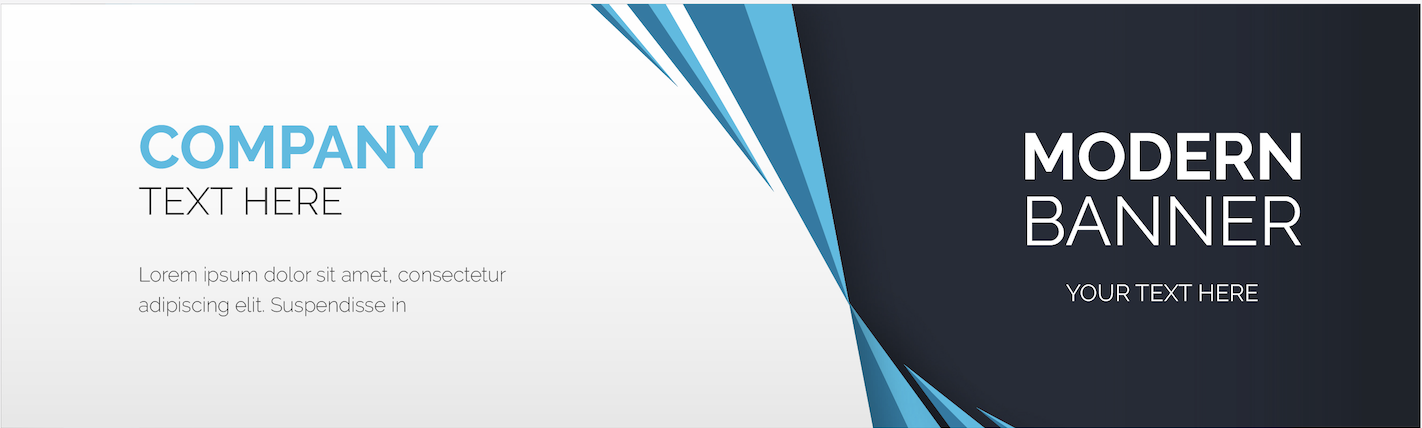 COMPANY
TEXT HERE
Lorem ipsum dolor sit amet, consectetur
adipiscing elit. Suspendisse in
MODERN
BANNER
YOUR TEXT HERE